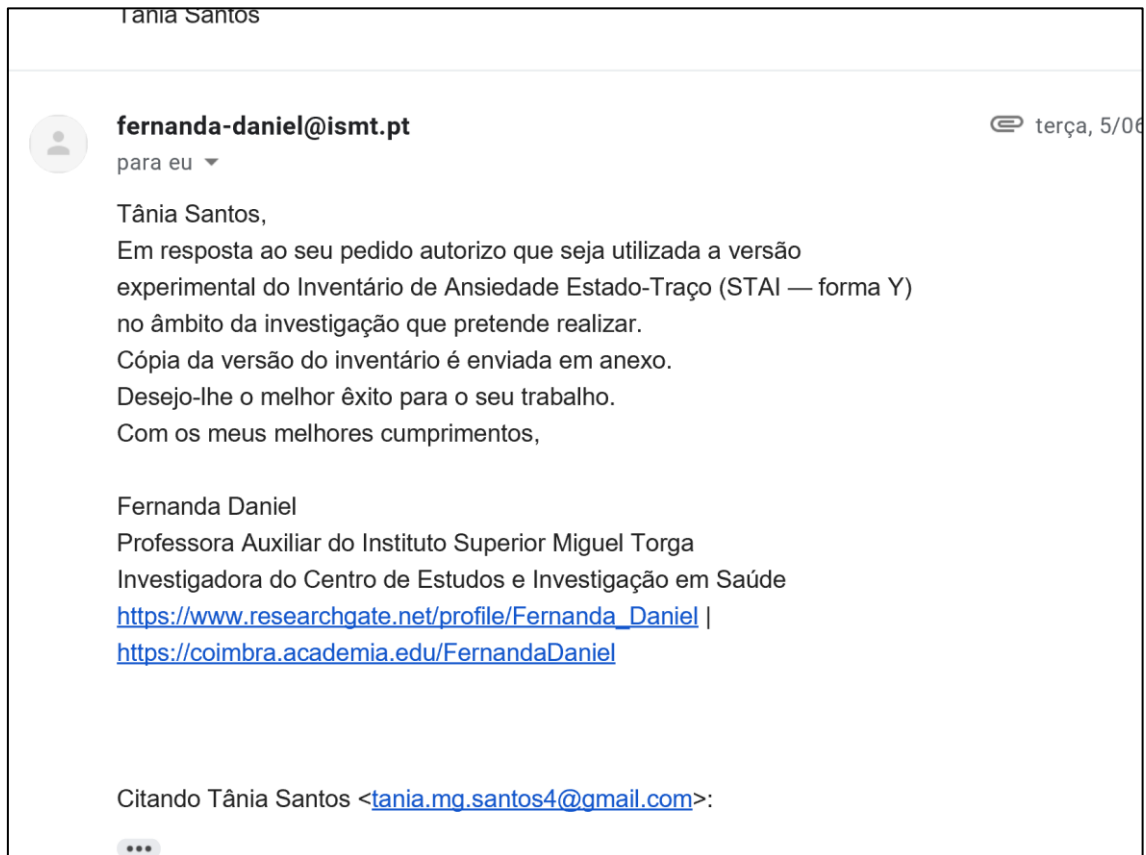 Tânia Santos
fernanda-daniel@ismt.pt
terça, 5/06
para eu
Tânia Santos,
Em resposta ao seu pedido autorizo que seja utilizada a versão
experimental do Inventário de Ansiedade Estado-Traço (STAI — forma Y)
no âmbito da investigação que pretende realizar.
Cópia da versão do inventário é enviada em anexo.
Desejo-lhe o melhor êxito para o seu trabalho.
Com os meus melhores cumprimentos,
Fernanda Daniel
Professora Auxiliar do Instituto Superior Miguel Torga
Investigadora do Centro de Estudos e Investigação em Saúde
https://www.researchgate.net/profile/Fernanda_Daniel |
https://coimbra.academia.edu/FernandaDaniel
Citando Tânia Santos <tania.mg.santos4@gmail.com>: